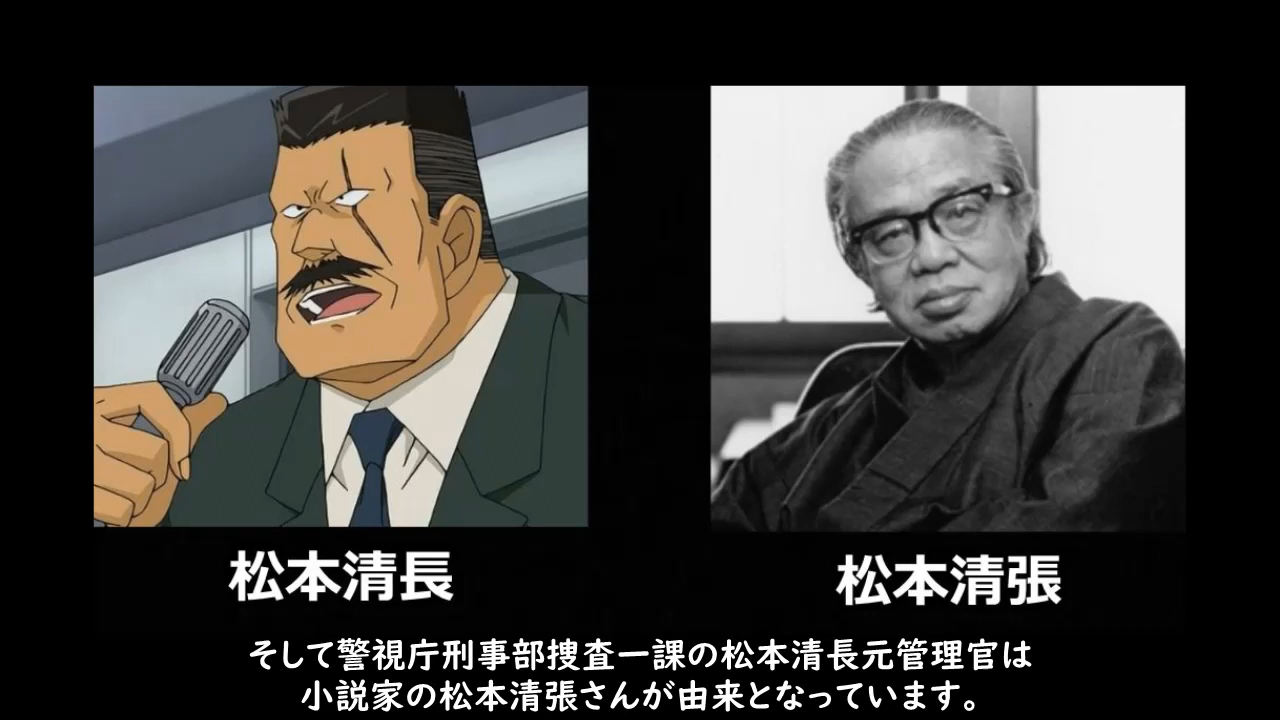 松本清長
松本清張
そして警視庁刑事部捜査一課の松本清長元管理官は
小説家の松本清張さんが由来となっています。